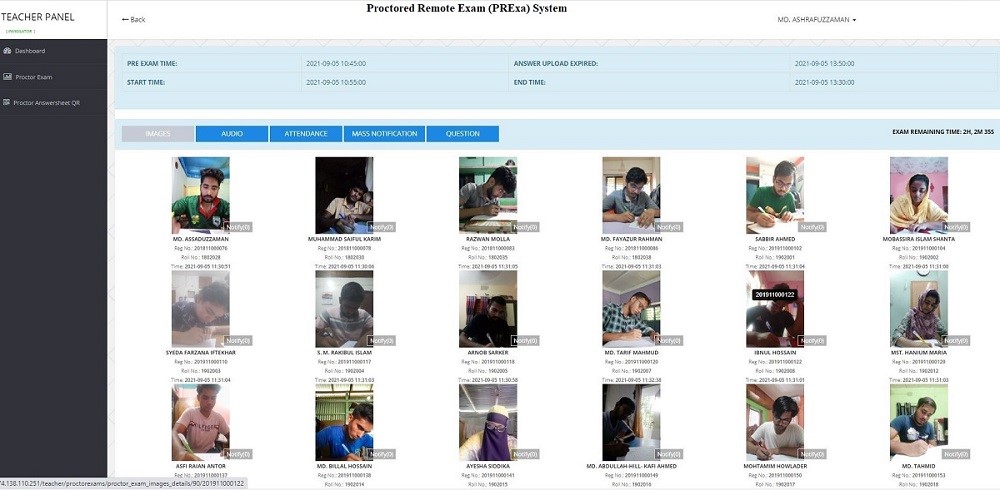 Proctored Remote Exam (PRExa) System
TEACHER PANEL
Back
MD. ASHRAFUZZAMAN
Dashboard
Proctor Exam
Proctor Answersheet QR
PRE EXAM TIME: 2021-09-05 10:45:00 ANSWER UPLOAD EXPIRED: 2021-09-05 13:50:00
START TIME: 2021-09-05 10:55:00 END TIME: 2021-09-05 13:30:00
IMAGES AUDIO ATTENDANCE MASS NOTIFICATION QUESTION
EXAM REMAINING TIME: 2H, 2M 35S
Notify(0) Notify(0) Notify(0) Notify(0) Notify(0) Notify(0)
MD. ASSADUZZAMAN MUHAMMAD SAIFUL KARIM RAZWAN MOLLA MD. FAYAZUR RAHMAN SABBIR AHMED MOBASSIRA ISLAM SHANTA
Reg No.: 201811000076 Reg No.: 201811000078 Reg No.: 201811000083 Reg No.: 201811000086 Reg No.: 201911000102 Reg No.:
Roll No.: 1802028 Roll No.: 1802030 Roll No.: 1802035 Roll No.: 1802038 Roll No.: 1902001 Roll No.: 1902002
Time: 2021-09-05 11:30:51 Time: 2021-09-05 11:30:06 Time: 2021-09-05 11:31:05 Time: 2021-09-05 11:31:03 Time: 2021-09-05 11:31:04 Time: 2021-09-05 11:31:00
201911000122
Notify(0) Notify(0) Notify(0) Notify(0) Notify(0) Notify(0)
SYEDA FARZANA IFTEKHAR S. M. RAKIBUL ISLAM ARNOB SARKER MD. TARIF MAHMUD IBNUL HOSSAIN MST. HANIUM MARIA
Reg No.: 201911000110 Reg No.: 201911000117 Reg No.: 201911000118 Reg No.: 201911000120 Reg No.: 201911000122 Reg No.: 201911000129
Roll No.: 1902003 Roll No.: 1902004 Roll No.: 1902005 Roll No.: 1902007 Roll No.: 1902008 Roll No.: 1902012
Time: 2021-09-05 11:31:04 Time: 2021-09-05 11:31:03 Time: 2021-09-05 11:30:58 Time: 2021-09-05 11:32:38 Time: 2021-09-05 11:31:01 Time: 2021-09-05 11:31:03
Notify(0) Notify(0) Notify(0) Notify(0) Notify(0) Notify(0)
ASFI RAIAN ANTOR MD. BILLAL HOSSAIN AYESHA SIDDIKA MD. ABDULLAH-HILL- KAFI AHMED MOHTAMIM HOWLADER MD. TAHMID
Reg No.: 201911000138 Reg No.: 201911000141 Reg No.: 201911000146 Reg No.: 201911000150 Reg No.: 201911000153
Roll No.: 1902014 Roll No.: 1902015 Roll No.: 1902016 Roll No.: 1902017 Roll No.: 1902018
4.138.110.251/teacher/proctorexams/proctor_exam_images_details/90/201911000122